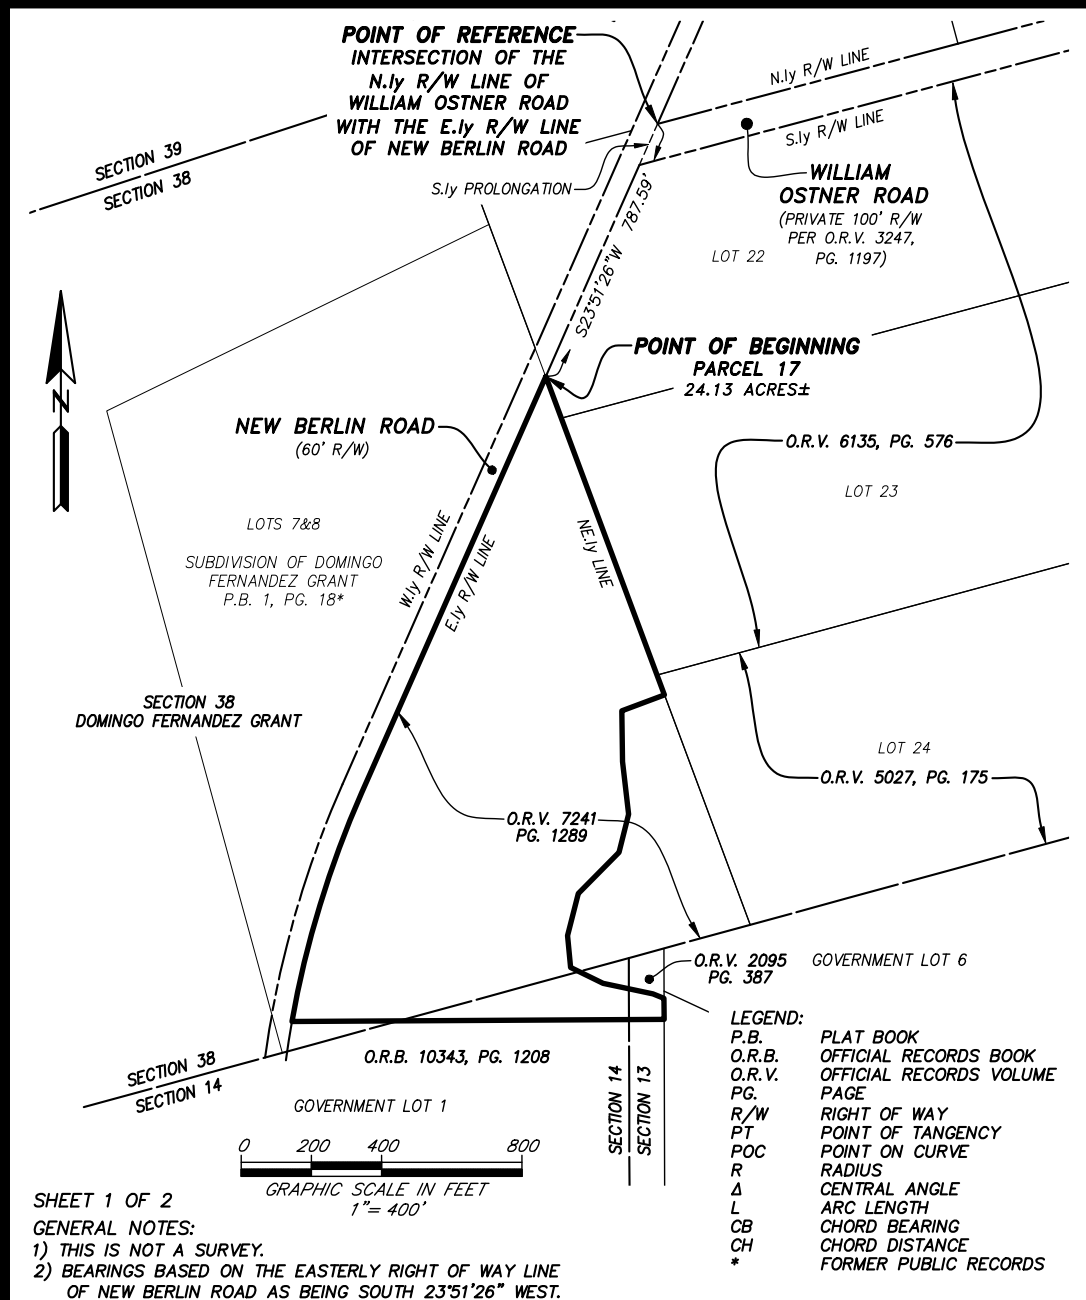 POINT OF REFERENCE
INTERSECTION OF THE
N.ly R/W LINE OF
WILLIAM OSTNER ROAD
WITH THE E.ly R/W LINE
OF NEW BERLIN ROAD
N.ly R/W LINE
S.ly R/W LINE
SECTION 39
SECTION 38
S.ly PROLONGATION
WILLIAM
OSTNER ROAD
(PRIVATE 100' R/W
PER O.R.V. 3247,
PG. 1197)
LOT 22
S23°51'26"W 787.59'
POINT OF BEGINNING
PARCEL 17
24.13 ACRES±
N
NEW BERLIN ROAD
(60' R/W)
O.R.V. 6135, PG. 576
LOT 23
LOTS 7&8
SUBDIVISION OF DOMINGO
FERNANDEZ GRANT
P.B. 1, PG. 18*
W.ly R/W LINE
E.ly R/W LINE
NE.ly LINE
SECTION 38
DOMINGO FERNANDEZ GRANT
LOT 24
O.R.V. 5027, PG. 175
O.R.V. 7241
PG. 1289
O.R.V. 2095
PG. 387
GOVERNMENT LOT 6
SECTION 38
SECTION 14
O.R.B. 10343, PG. 1208
GOVERNMENT LOT 1
SECTION 14
SECTION 13
LEGEND:
P.B. PLAT BOOK
O.R.B. OFFICIAL RECORDS BOOK
O.R.V. OFFICIAL RECORDS VOLUME
PG. PAGE
R/W RIGHT OF WAY
PT POINT OF TANGENCY
POC POINT ON CURVE
R RADIUS
Δ CENTRAL ANGLE
L ARC LENGTH
CB CHORD BEARING
CH CHORD DISTANCE
* FORMER PUBLIC RECORDS
0 200 400 800
GRAPHIC SCALE IN FEET
1"= 400'
SHEET 1 OF 2
GENERAL NOTES:
1) THIS IS NOT A SURVEY.
2) BEARINGS BASED ON THE EASTERLY RIGHT OF WAY LINE
OF NEW BERLIN ROAD AS BEING SOUTH 23°51'26" WEST.